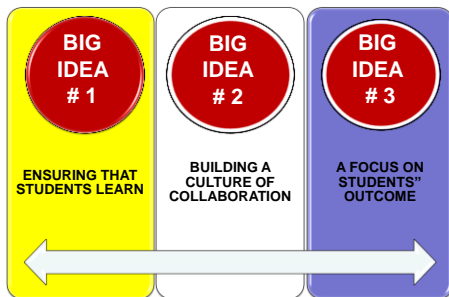 BIG
IDEA
# 1
ENSURING THAT
STUDENTS LEARN
BIG
IDEA
# 2
BUILDING A
CULTURE OF
COLLABORATION
BIG
IDEA
# 3
A FOCUS ON
STUDENTS”
OUTCOME